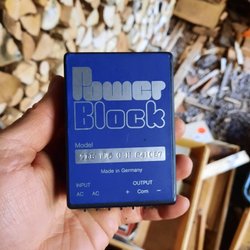 Power
Block
Model
Made in Germany
INPUT OUTPUT
AC AC + Com −